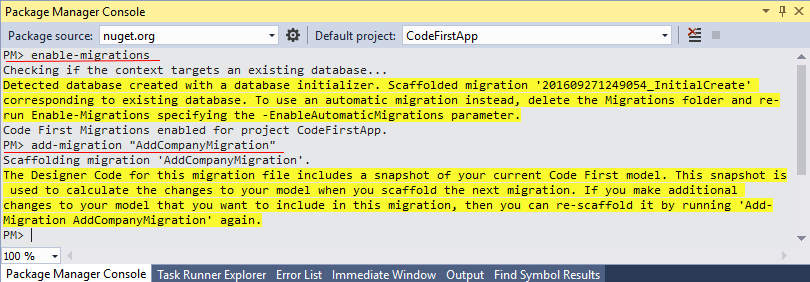 Package Manager Console
Package source: nuget.org Default project: CodeFirstApp
PM> enable-migrations
Checking if the context targets an existing database...
Detected database created with a database initializer. Scaffolded migration '201609271249054_InitialCreate'
corresponding to existing database. To use an automatic migration instead, delete the Migrations folder and re-
run Enable-Migrations specifying the -EnableAutomaticMigrations parameter.
Code First Migrations enabled for project CodeFirstApp.
PM> add-migration "AddCompanyMigration"
Scaffolding migration 'AddCompanyMigration'.
The Designer Code for this migration file includes a snapshot of your current Code First model. This snapshot is
used to calculate the changes to your model when you scaffold the next migration. If you make additional
changes to your model that you want to include in this migration, then you can re-scaffold it by running 'Add-
Migration AddCompanyMigration' again.
PM>
100 %
Package Manager Console Task Runner Explorer Error List Immediate Window Output Find Symbol Results